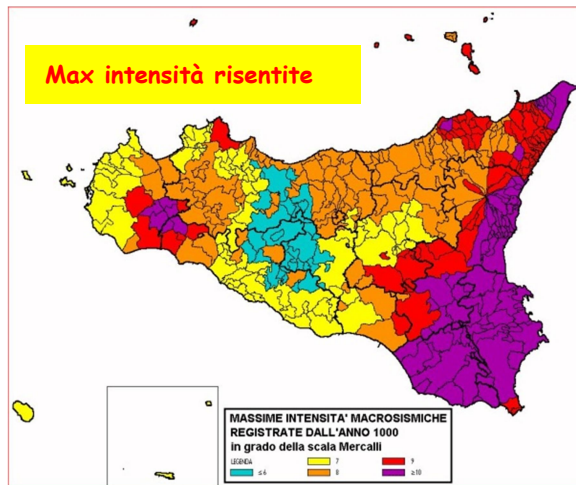 Max intensità risentite
MASSIME INTENSITA' MACROSISMICHE
REGISTRATE DALL'ANNO 1000
in grado della scala Mercalli
LEGENDA
≤ 6
7
8
9
≥10